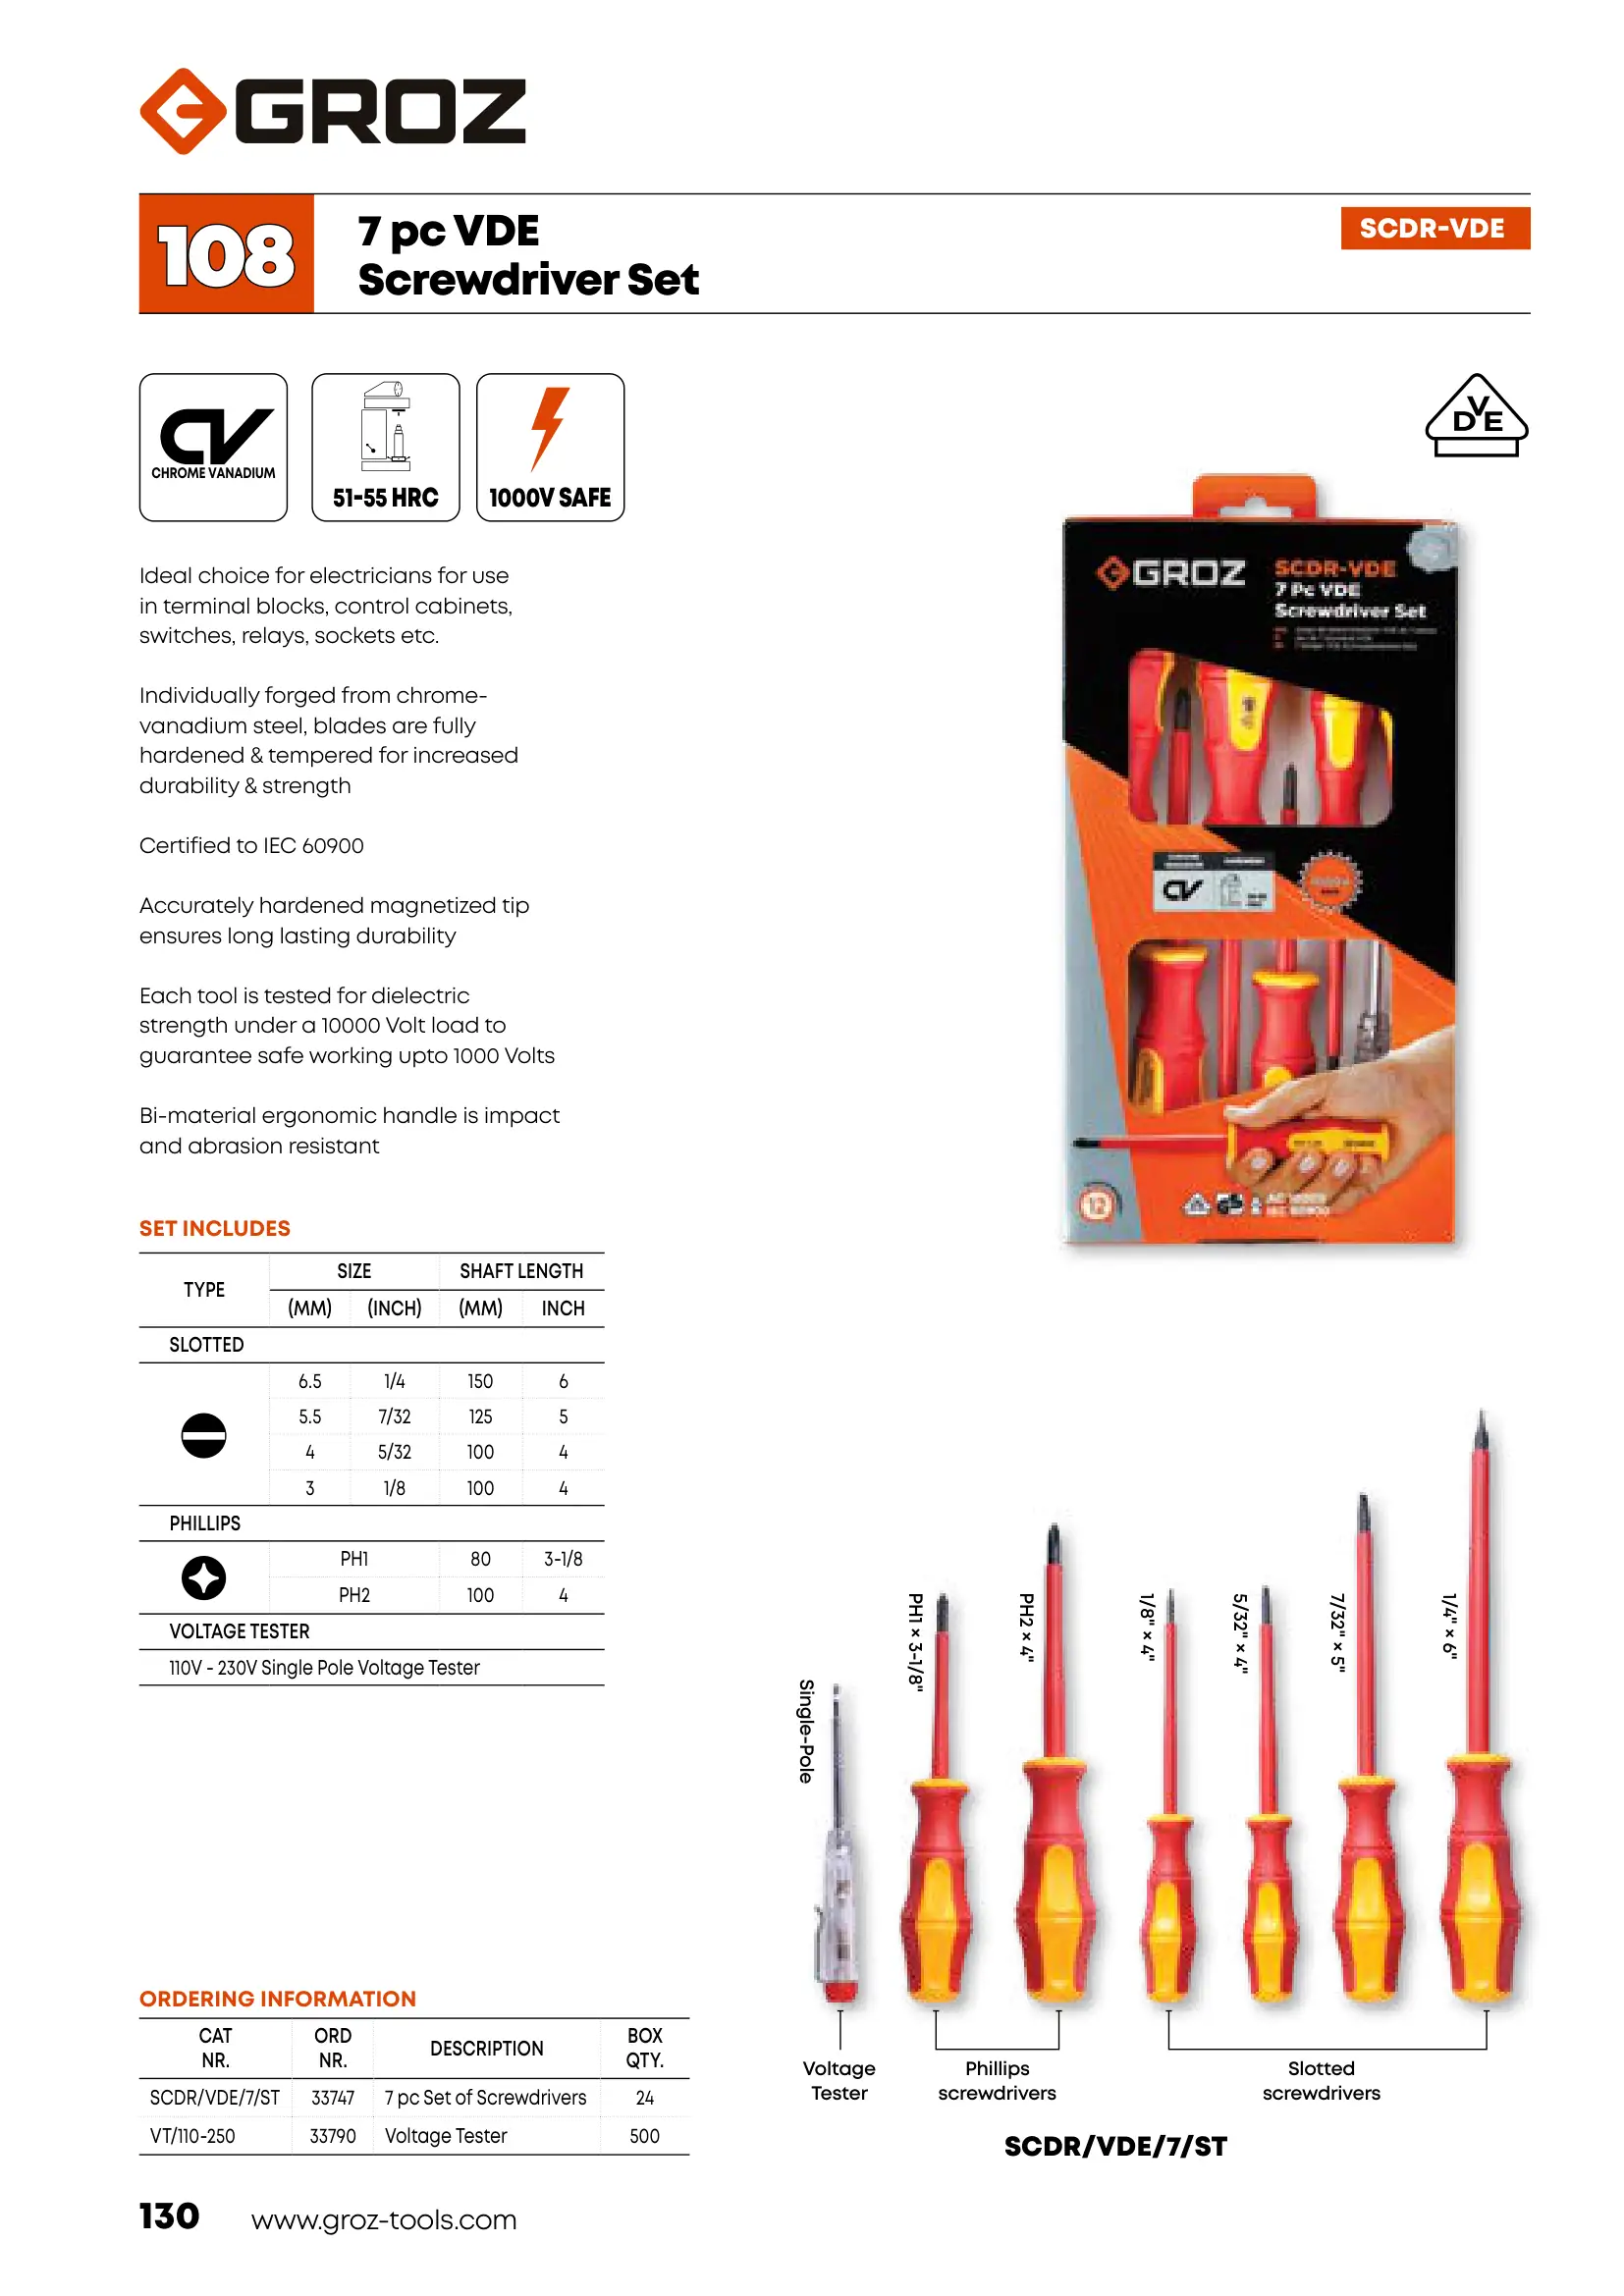 GROZ
108
7 pc VDE
Screwdriver Set
SCDR-VDE
CV
CHROME VANADIUM
51-55 HRC
1000V SAFE
DVE
Ideal choice for electricians for use
in terminal blocks, control cabinets,
switches, relays, sockets etc.
Individually forged from chrome-
vanadium steel, blades are fully
hardened & tempered for increased
durability & strength
Certified to IEC 60900
Accurately hardened magnetized tip
ensures long lasting durability
Each tool is tested for dielectric
strength under a 10000 Volt load to
guarantee safe working upto 1000 Volts
Bi-material ergonomic handle is impact
and abrasion resistant
GROZ
SCDR-VDE
7 Pc VDE
Screwdriver Set
CV
12
SET INCLUDES
TYPE SIZE SHAFT LENGTH
(MM) (INCH) (MM) INCH
SLOTTED
6.5 1/4 150 6
5.5 7/32 125 5
4 5/32 100 4
3 1/8 100 4
PHILLIPS
PH1 80 3-1/8
PH2 100 4
VOLTAGE TESTER
110V - 230V Single Pole Voltage Tester
Single-Pole
PH1 × 3-1/8"
PH2 × 4"
1/8" × 4"
5/32" × 4"
7/32" × 5"
1/4" × 6"
Voltage
Tester
Phillips
screwdrivers
Slotted
screwdrivers
SCDR/VDE/7/ST
ORDERING INFORMATION
CAT NR. ORD NR. DESCRIPTION BOX QTY.
SCDR/VDE/7/ST 33747 7 pc Set of Screwdrivers 24
VT/110-250 33790 Voltage Tester 500
130 www.groz-tools.com